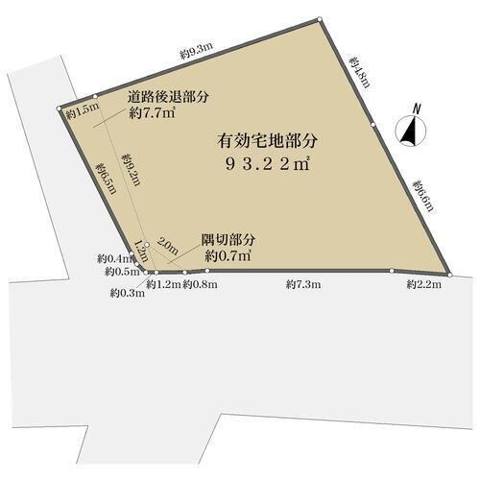 約9.3m
約4.8m
約1.5m
道路後退部分
約7.7㎡
N
有効宅地部分
９３.２２㎡
約9.2m
約6.5m
約6.6m
2.0m
隅切部分
約0.7㎡
1.2m
約0.4m
約0.5m
約0.3m
約1.2m
約0.8m
約7.3m
約2.2m